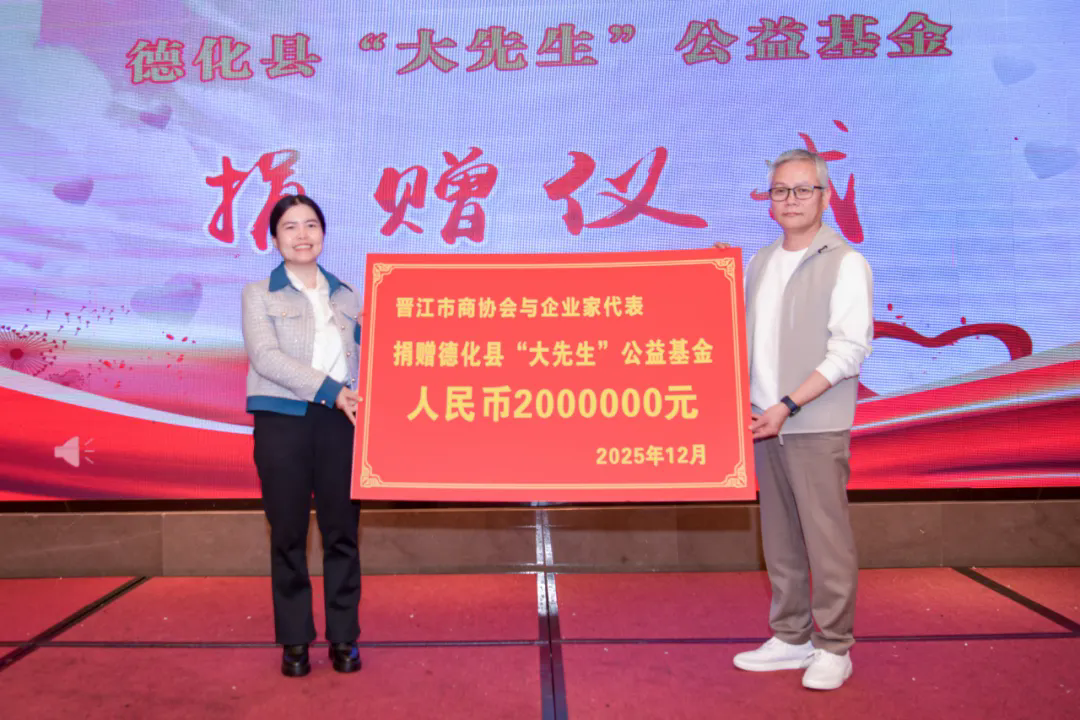 德化县“大先生”公益基金
捐赠仪式
晋江市商协会与企业家代表
捐赠德化县“大先生”公益基金
人民币2000000元
2025年12月